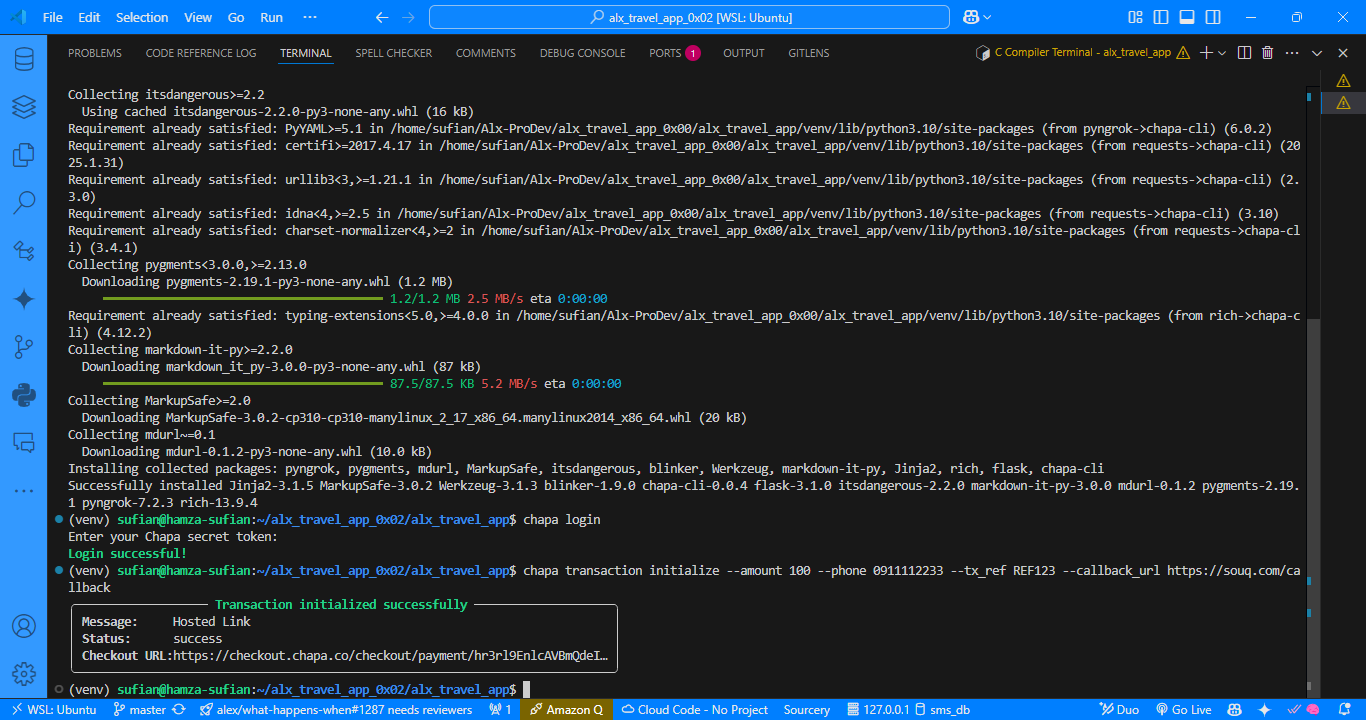 File Edit Selection View Go Run ··· alx_travel_app_0x02 [WSL: Ubuntu]
PROBLEMS CODE REFERENCE LOG TERMINAL SPELL CHECKER COMMENTS DEBUG CONSOLE PORTS 1 OUTPUT GITLENS C Compiler Terminal - alx_travel_app
Collecting itsdangerous>=2.2
Using cached itsdangerous-2.2.0-py3-none-any.whl (16 kB)
Requirement already satisfied: PyYAML>=5.1 in /home/sufian/Alx-ProDev/alx_travel_app_0x00/alx_travel_app/venv/lib/python3.10/site-packages (from pyngrok->chapa-cli) (6.0.2)
Requirement already satisfied: certifi>=2017.4.17 in /home/sufian/Alx-ProDev/alx_travel_app_0x00/alx_travel_app/venv/lib/python3.10/site-packages (from requests->chapa-cli) (20
25.1.31)
Requirement already satisfied: urllib3<3,>=1.21.1 in /home/sufian/Alx-ProDev/alx_travel_app_0x00/alx_travel_app/venv/lib/python3.10/site-packages (from requests->chapa-cli) (2.
3.0)
Requirement already satisfied: idna<4,>=2.5 in /home/sufian/Alx-ProDev/alx_travel_app_0x00/alx_travel_app/venv/lib/python3.10/site-packages (from requests->chapa-cli) (3.10)
Requirement already satisfied: charset-normalizer<4,>=2 in /home/sufian/Alx-ProDev/alx_travel_app_0x00/alx_travel_app/venv/lib/python3.10/site-packages (from requests->chapa-cl
i) (3.4.1)
Collecting pygments<3.0.0,>=2.13.0
Downloading pygments-2.19.1-py3-none-any.whl (1.2 MB)
1.2/1.2 MB 2.5 MB/s eta 0:00:00
Requirement already satisfied: typing-extensions<5.0,>=4.0.0 in /home/sufian/Alx-ProDev/alx_travel_app_0x00/alx_travel_app/venv/lib/python3.10/site-packages (from rich->chapa-c
li) (4.12.2)
Collecting markdown-it-py>=2.2.0
Downloading markdown_it_py-3.0.0-py3-none-any.whl (87 kB)
87.5/87.5 KB 5.2 MB/s eta 0:00:00
Collecting MarkupSafe>=2.0
Downloading MarkupSafe-3.0.2-cp310-cp310-manylinux_2_17_x86_64.manylinux2014_x86_64.whl (20 kB)
Collecting mdurl~=0.1
Downloading mdurl-0.1.2-py3-none-any.whl (10.0 kB)
Installing collected packages: pyngrok, pygments, mdurl, MarkupSafe, itsdangerous, blinker, Werkzeug, markdown-it-py, Jinja2, rich, flask, chapa-cli
Successfully installed Jinja2-3.1.5 MarkupSafe-3.0.2 Werkzeug-3.1.3 blinker-1.9.0 chapa-cli-0.0.4 flask-3.1.0 itsdangerous-2.2.0 markdown-it-py-3.0.0 mdurl-0.1.2 pygments-2.19.
1 pyngrok-7.2.3 rich-13.9.4
(venv) sufian@hamza-sufian:~/alx_travel_app_0x02/alx_travel_app$ chapa login
Enter your Chapa secret token:
Login successful!
(venv) sufian@hamza-sufian:~/alx_travel_app_0x02/alx_travel_app$ chapa transaction initialize --amount 100 --phone 0911112233 --tx_ref REF123 --callback_url https://souq.com/ca
llback
Transaction initialized successfully
Message: Hosted Link
Status: success
Checkout URL:https://checkout.chapa.co/checkout/payment/hr3rl9EnlcAVBmQdeI…
(venv) sufian@hamza-sufian:~/alx_travel_app_0x02/alx_travel_app$
WSL: Ubuntu master alex/what-happens-when#1287 needs reviewers 1 Amazon Q Cloud Code - No Project Sourcery 127.0.0.1 sms_db Duo Go Live